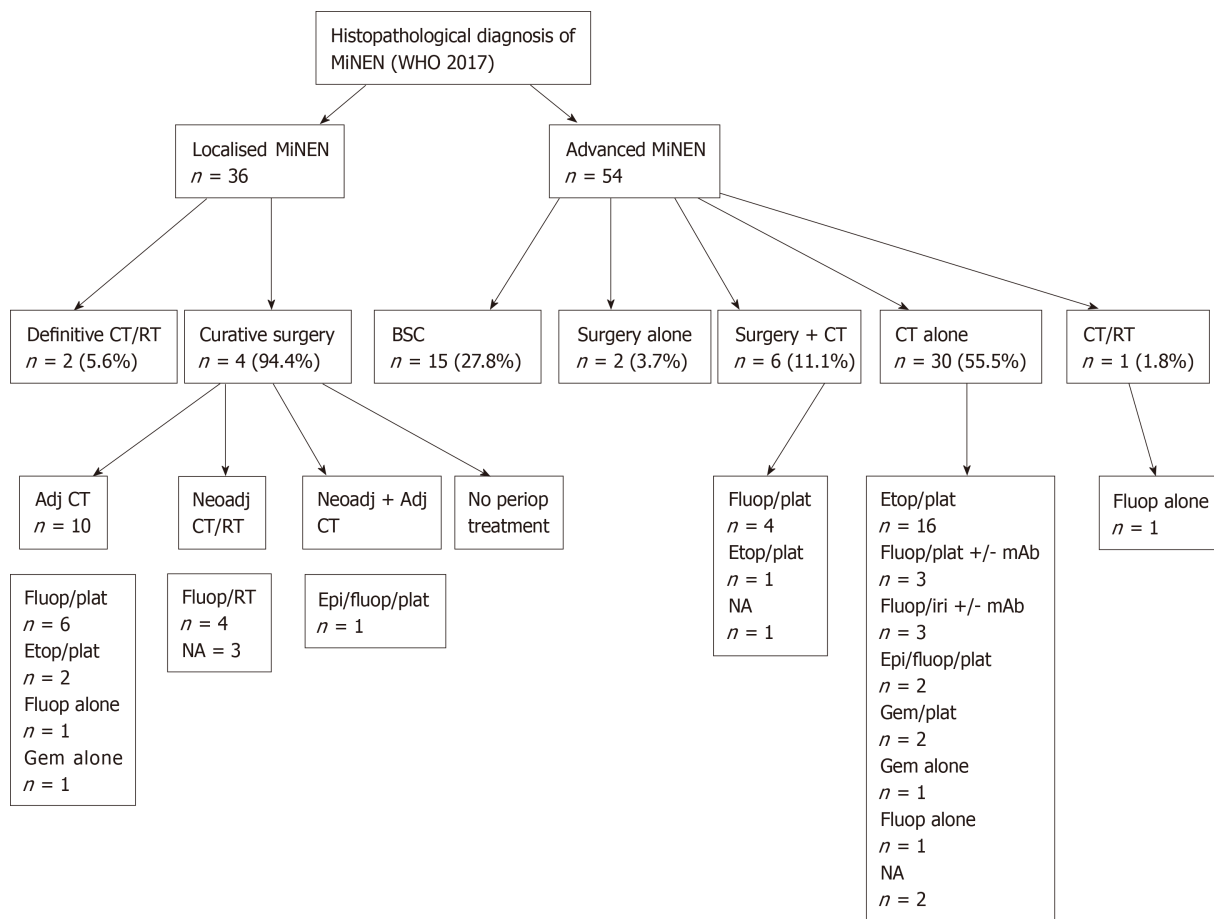 Histopathological diagnosis of
MiNEN (WHO 2017)
Localised MiNEN
n = 36
Advanced MiNEN
n = 54
Definitive CT/RT
n = 2 (5.6%)
Curative surgery
n = 4 (94.4%)
BSC
n = 15 (27.8%)
Surgery alone
n = 2 (3.7%)
Surgery + CT
n = 6 (11.1%)
CT alone
n = 30 (55.5%)
CT/RT
n = 1 (1.8%)
Adj CT
n = 10
Neoadj
CT/RT
Neoadj + Adj
CT
No periop
treatment
Fluop/plat
n = 6
Etop/plat
n = 2
Fluop alone
n = 1
Gem alone
n = 1
Fluop/RT
n = 4
NA = 3
Epi/fluop/plat
n = 1
Fluop/plat
n = 4
Etop/plat
n = 1
NA
n = 1
Etop/plat
n = 16
Fluop/plat +/- mAb
n = 3
Fluop/iri +/- mAb
n = 3
Epi/fluop/plat
n = 2
Gem/plat
n = 2
Gem alone
n = 1
Fluop alone
n = 1
NA
n = 2
Fluop alone
n = 1